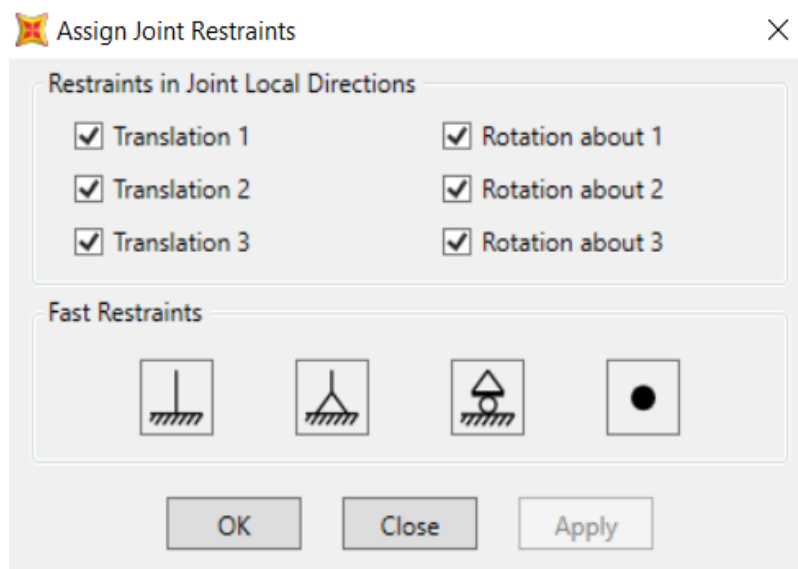 Assign Joint Restraints
Restraints in Joint Local Directions
Translation 1
Rotation about 1
Translation 2
Rotation about 2
Translation 3
Rotation about 3
Fast Restraints
OK
Close
Apply